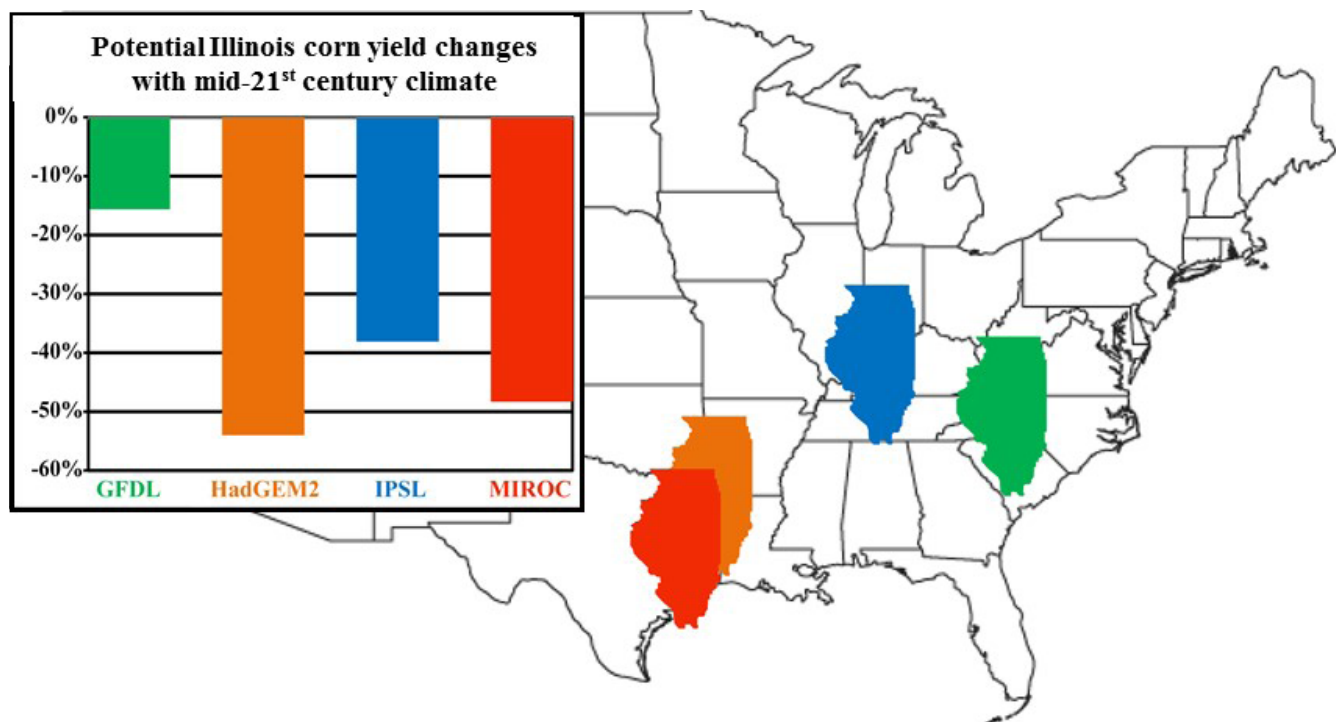 Potential Illinois corn yield changes
with mid-21st century climate
0%
-10%
-20%
-30%
-40%
-50%
-60%
GFDL HadGEM2 IPSL MIROC